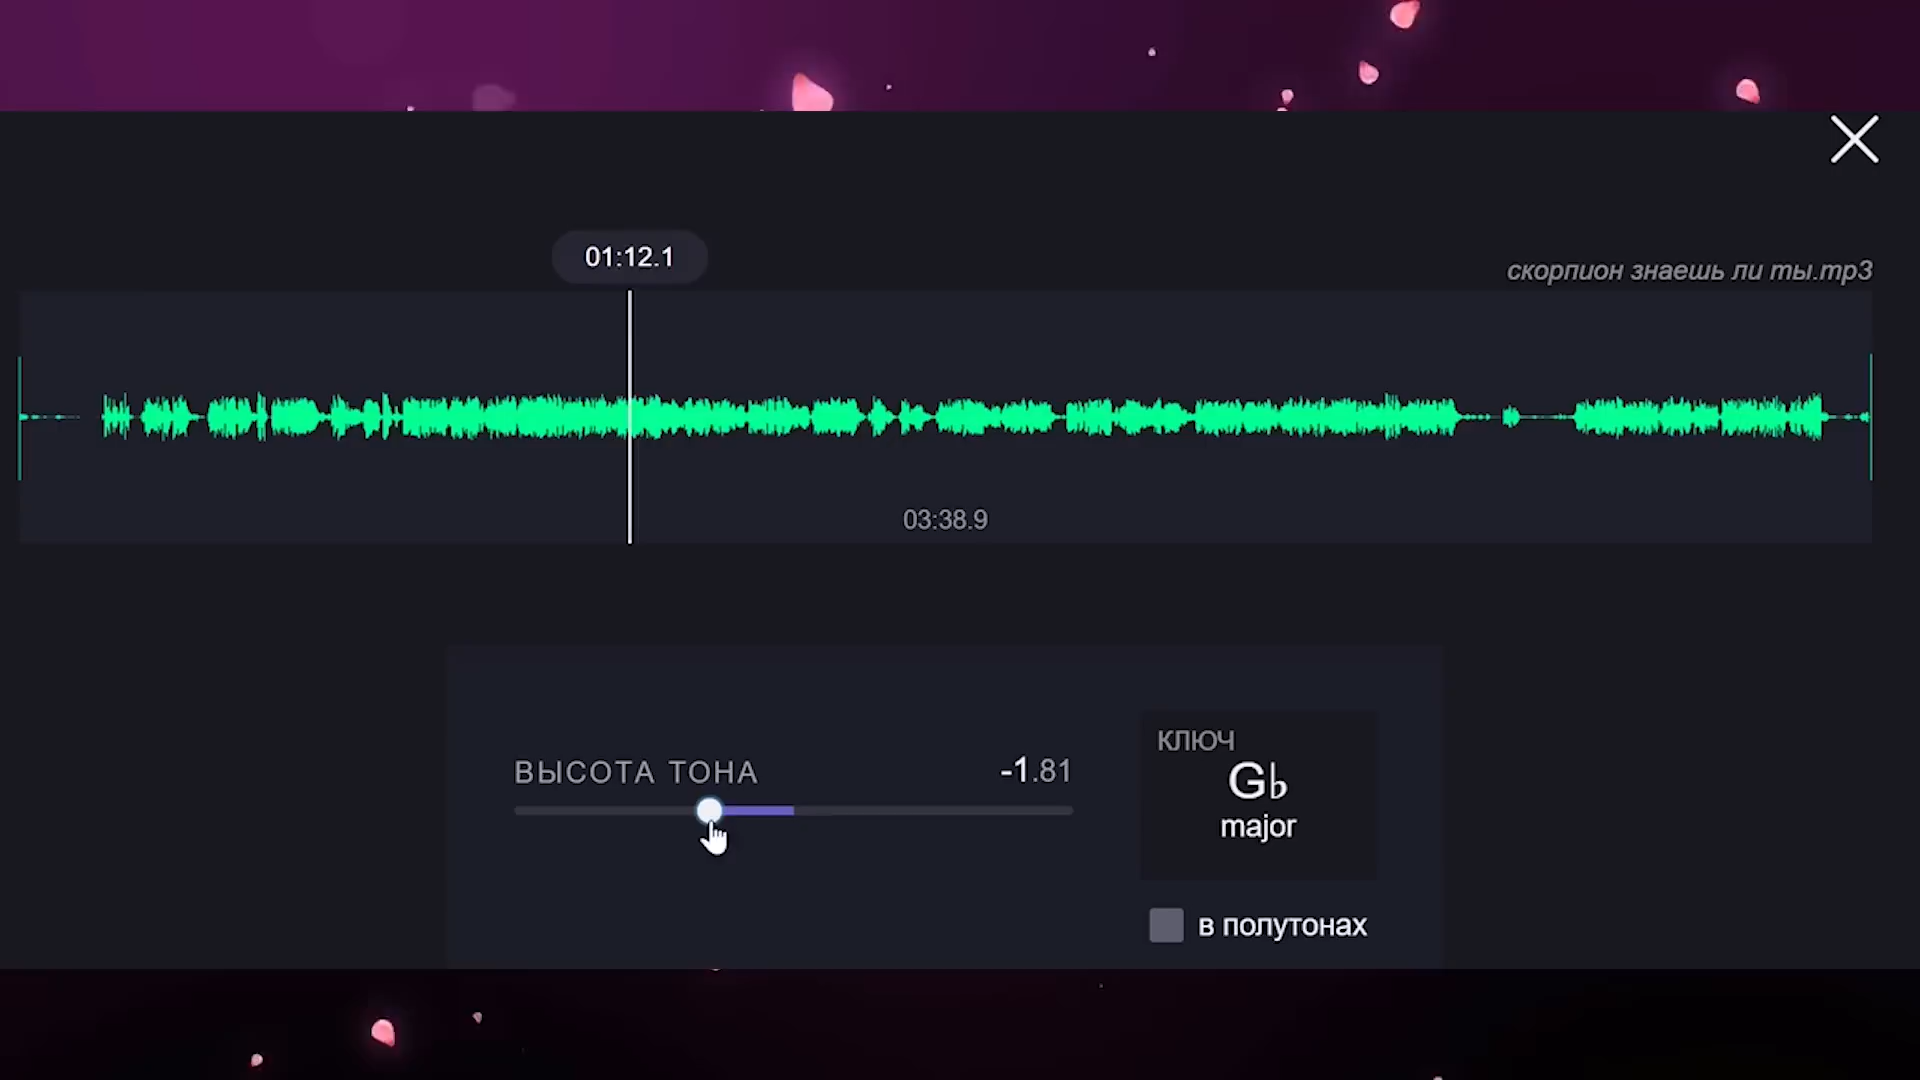 01:12.1
скорпион знаешь ли ты.mp3
03:38.9
ВЫСОТА ТОНА
-1.81
КЛЮЧ
G♭
major
в полутонах